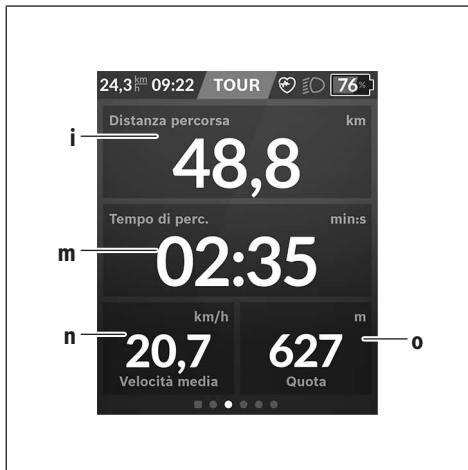 24,3 km/h 09:22 TOUR 76%
Distanza percorsa km
i
48,8
Tempo di perc. min:s
m
02:35
km/h m
n
20,7 627
o
Velocità media Quota